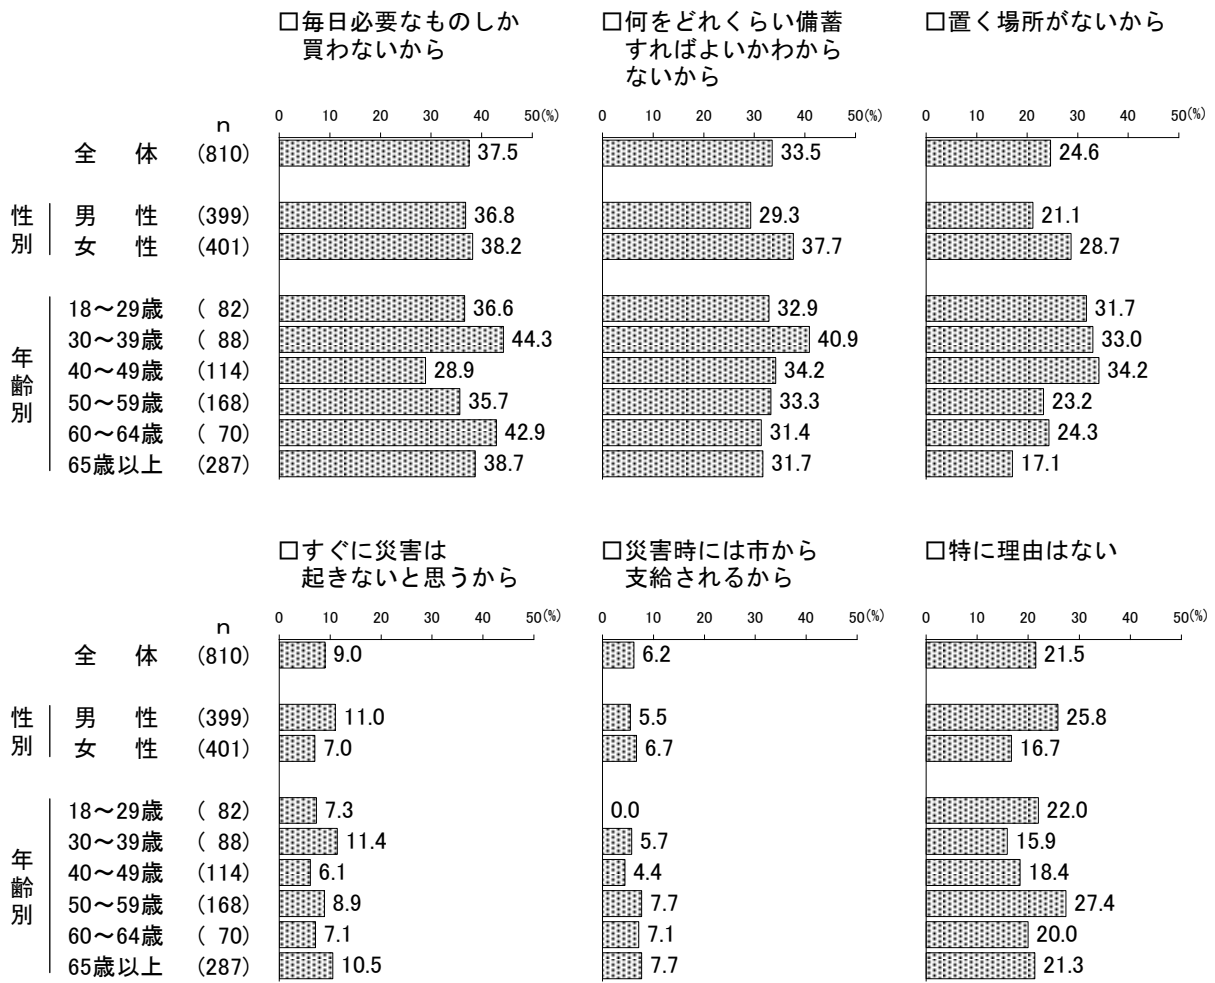 □毎日必要なものしか
買わないから
□何をどれくらい備蓄
すればよいかわから
ないから
□置く場所がないから
0 10 20 30 40 50(%) 0 10 20 30 40 50(%) 0 10 20 30 40 50(%)
n
全 体 (810) 37.5 33.5 24.6
性別
男 性 (399) 36.8 29.3 21.1
女 性 (401) 38.2 37.7 28.7
年齢別
18～29歳 ( 82) 36.6 32.9 31.7
30～39歳 ( 88) 44.3 40.9 33.0
40～49歳 (114) 28.9 34.2 34.2
50～59歳 (168) 35.7 33.3 23.2
60～64歳 ( 70) 42.9 31.4 24.3
65歳以上 (287) 38.7 31.7 17.1
□すぐに災害は
起きないと思うから
□災害時には市から
支給されるから
□特に理由はない
0 10 20 30 40 50(%) 0 10 20 30 40 50(%) 0 10 20 30 40 50(%)
n
全 体 (810) 9.0 6.2 21.5
性別
男 性 (399) 11.0 5.5 25.8
女 性 (401) 7.0 6.7 16.7
年齢別
18～29歳 ( 82) 7.3 0.0 22.0
30～39歳 ( 88) 11.4 5.7 15.9
40～49歳 (114) 6.1 4.4 18.4
50～59歳 (168) 8.9 7.7 27.4
60～64歳 ( 70) 7.1 7.1 20.0
65歳以上 (287) 10.5 7.7 21.3